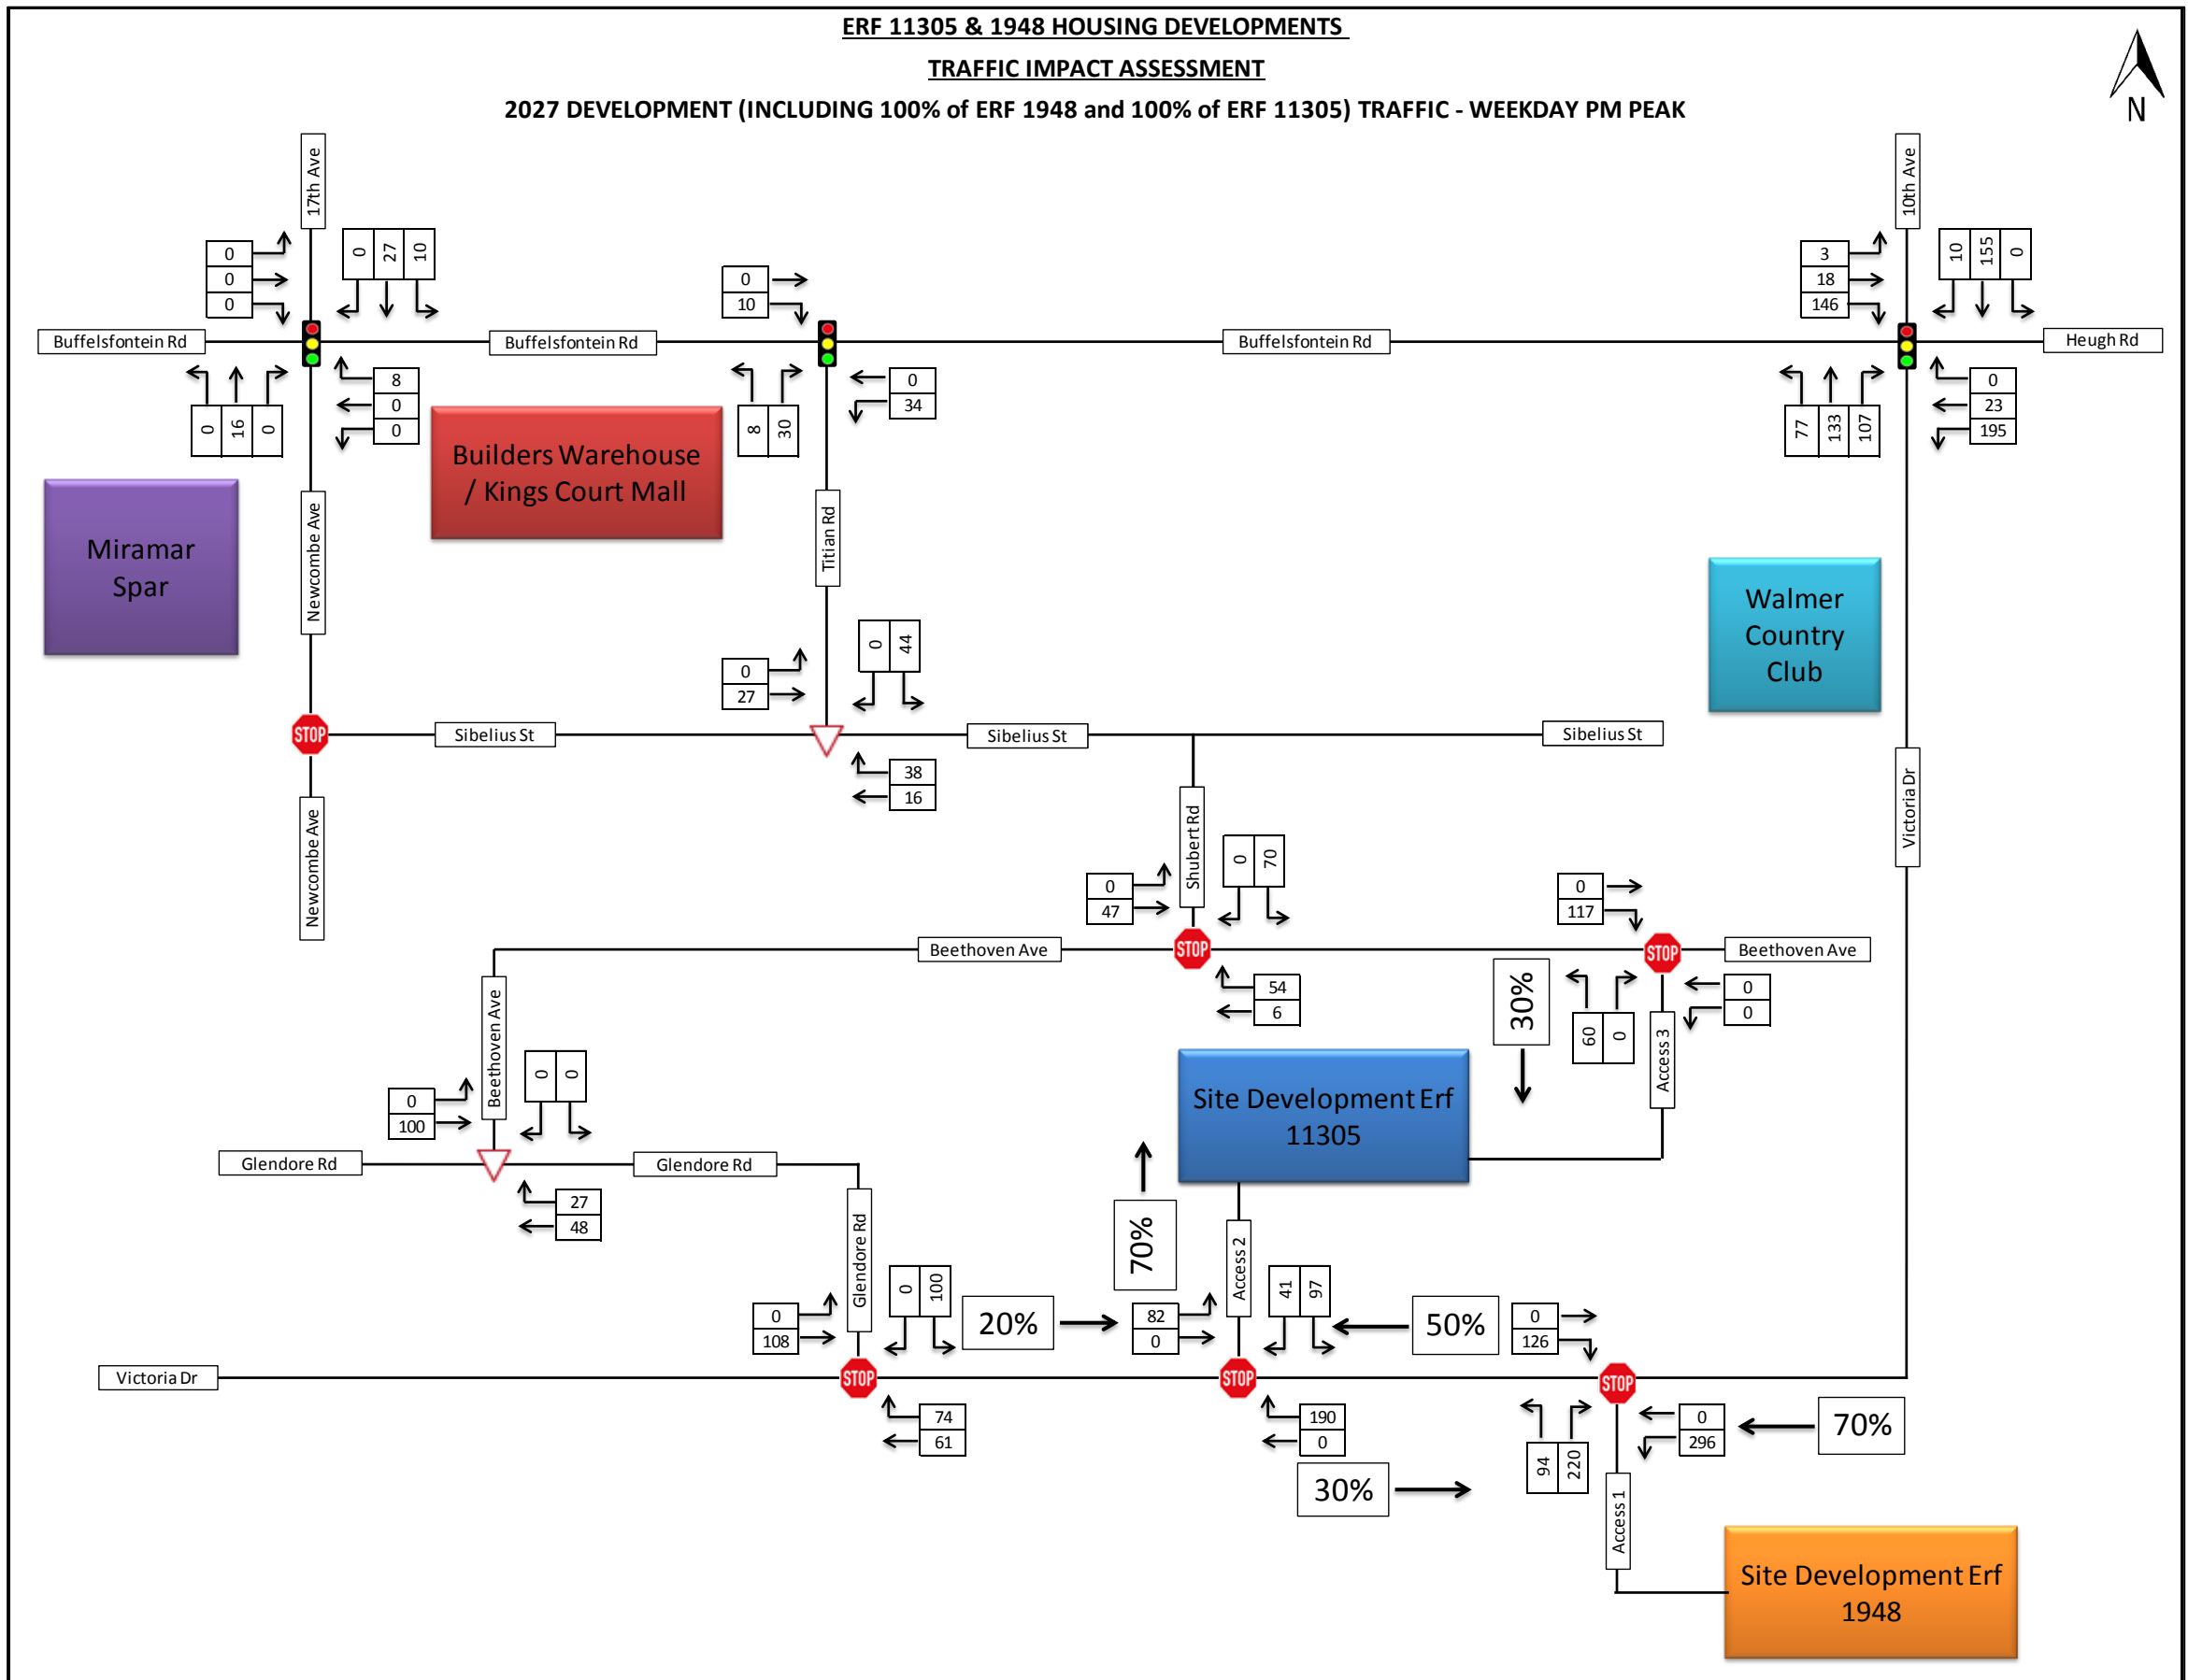 ERF 11305 & 1948 HOUSING DEVELOPMENTS
TRAFFIC IMPACT ASSESSMENT
2027 DEVELOPMENT (INCLUDING 100% of ERF 1948 and 100% of ERF 11305) TRAFFIC - WEEKDAY PM PEAK
N
17th Ave
0
0
0
0 27 10
Buffelsfontein Rd
0 16 0
8
0
0
Buffelsfontein Rd
0
10
8 30
0
34
Buffelsfontein Rd
10th Ave
3
18
146
10 155 0
Heugh Rd
77 133 107
0
23
195
Miramar
Spar
Newcombe Ave
Builders Warehouse
/ Kings Court Mall
Titian Rd
Walmer
Country
Club
0
27
0 44
STOP
Sibelius St
Sibelius St
Sibelius St
38
16
Newcombe Ave
Shubert Rd
Victoria Dr
0
47
0 70
0
117
Beethoven Ave
STOP
STOP
Beethoven Ave
54
6
30%
60 0
0
0
Access 3
Beethoven Ave
0
100
0 0
Glendore Rd
Glendore Rd
27
48
Site Development Erf
11305
70%
Glendore Rd
0
108
0 100
20%
Access 2
82
0
41 97
50%
0
126
Victoria Dr
STOP
STOP
STOP
74
61
190
0
30%
94 220
0
296
70%
Access 1
Site Development Erf
1948